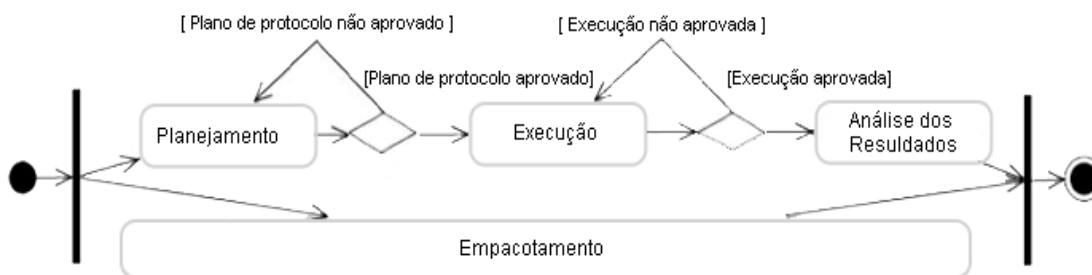 [ Plano de protocolo não aprovado ]
[ Execução não aprovada ]
[Plano de protocolo aprovado]
[Execução aprovada]
Planejamento
Execução
Análise dos
Resuldados
Empacotamento